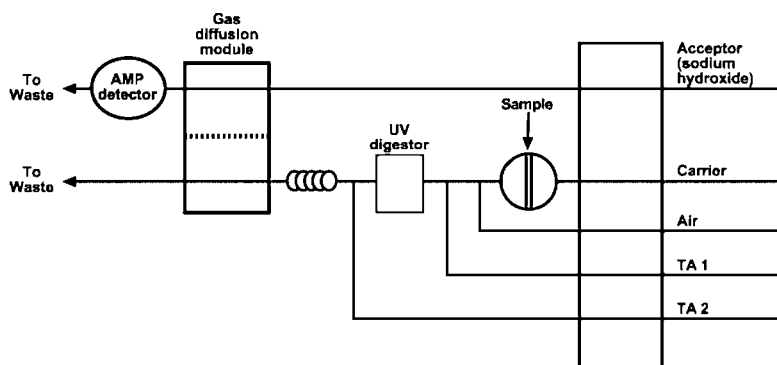 Gas
diffusion
module
Acceptor
(sodium
hydroxide)
To
Waste
AMP
detector
Sample
UV
digestor
To
Waste
Carrior
Air
TA 1
TA 2